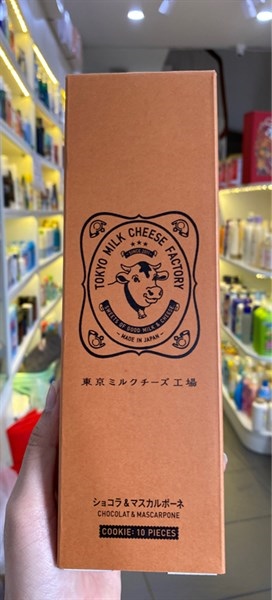 TOKYO MILK CHEESE FACTORY
SWEETS OF GOOD MILK & CHEESE
- MADE IN JAPAN -
東京ミルクチーズ工場
ショコラ&マスカルポーネ
CHOCOLAT & MASCARPONE
COOKIE: 10 PIECES